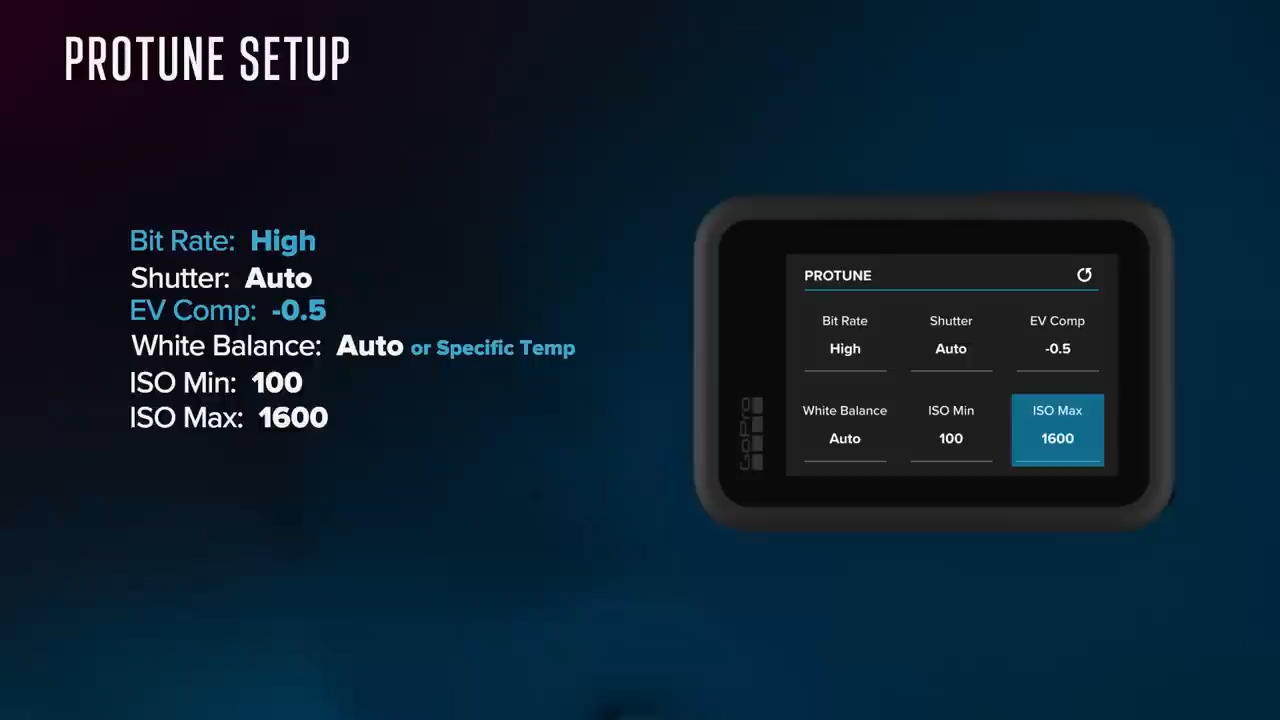 PROTUNE SETUP
Bit Rate: High
Shutter: Auto
EV Comp: -0.5
White Balance: Auto or Specific Temp
ISO Min: 100
ISO Max: 1600
PROTUNE
Bit Rate Shutter EV Comp
High Auto -0.5
White Balance ISO Min ISO Max
Auto 100 1600
GoPro